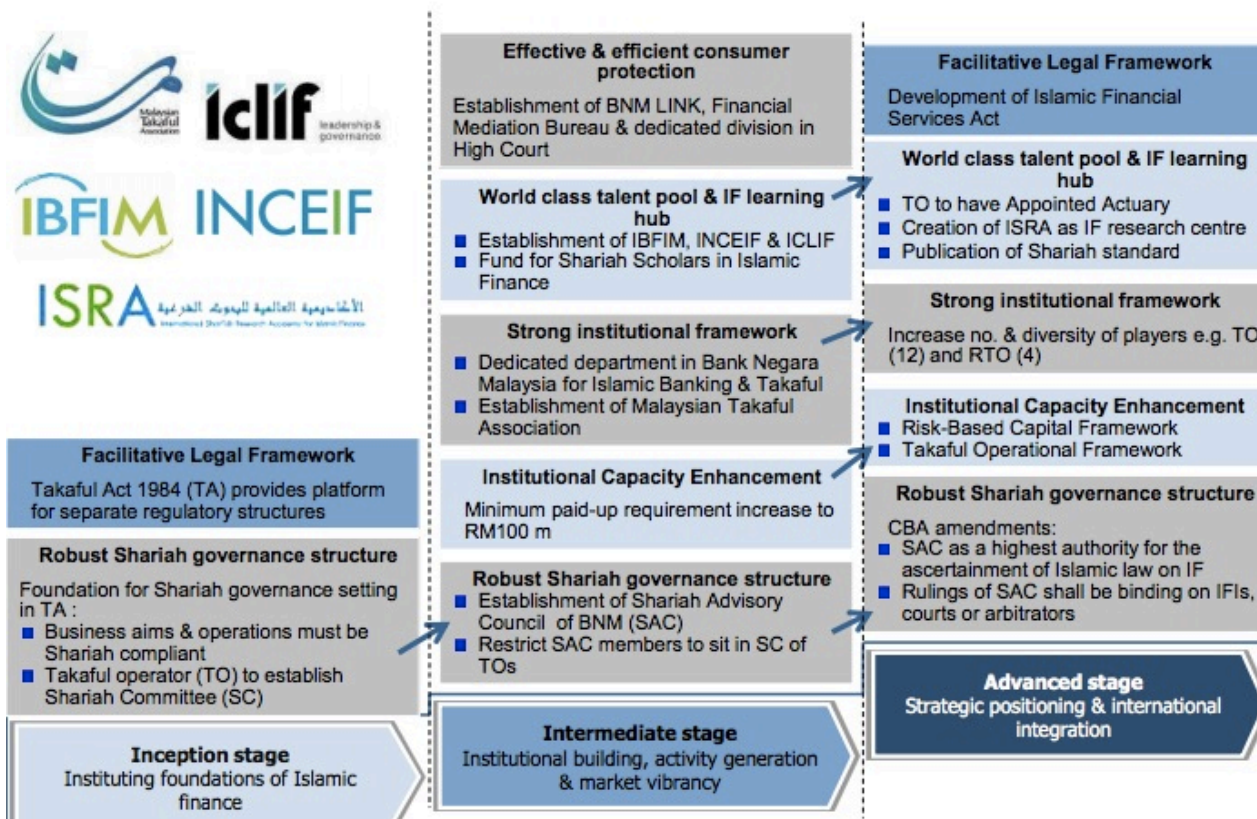 Malaysian
Takaful
Association
iclif
leadership &
governance
IBFIM
INCEIF
ISRA
International Shari'ah Research Academy for Islamic Finance
Facilitative Legal Framework
Takaful Act 1984 (TA) provides platform
for separate regulatory structures
Robust Shariah governance structure
Foundation for Shariah governance setting
in TA :
Business aims & operations must be
Shariah compliant
Takaful operator (TO) to establish
Shariah Committee (SC)
Inception stage
Instituting foundations of Islamic
finance
Effective & efficient consumer
protection
Establishment of BNM LINK, Financial
Mediation Bureau & dedicated division in
High Court
World class talent pool & IF learning
hub
Establishment of IBFIM, INCEIF & ICLIF
Fund for Shariah Scholars in Islamic
Finance
Strong institutional framework
Dedicated department in Bank Negara
Malaysia for Islamic Banking & Takaful
Establishment of Malaysian Takaful
Association
Institutional Capacity Enhancement
Minimum paid-up requirement increase to
RM100 m
Robust Shariah governance structure
Establishment of Shariah Advisory
Council of BNM (SAC)
Restrict SAC members to sit in SC of
TOs
Intermediate stage
Institutional building, activity generation
& market vibrancy
Facilitative Legal Framework
Development of Islamic Financial
Services Act
World class talent pool & IF learning
hub
TO to have Appointed Actuary
Creation of ISRA as IF research centre
Publication of Shariah standard
Strong institutional framework
Increase no. & diversity of players e.g. TO
(12) and RTO (4)
Institutional Capacity Enhancement
Risk-Based Capital Framework
Takaful Operational Framework
Robust Shariah governance structure
CBA amendments:
SAC as a highest authority for the
ascertainment of Islamic law on IF
Rulings of SAC shall be binding on IFIs,
courts or arbitrators
Advanced stage
Strategic positioning & international
integration